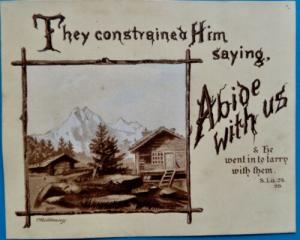 They constrained Him
saying,
Abide
with us
& He
went in to tarry
with them.